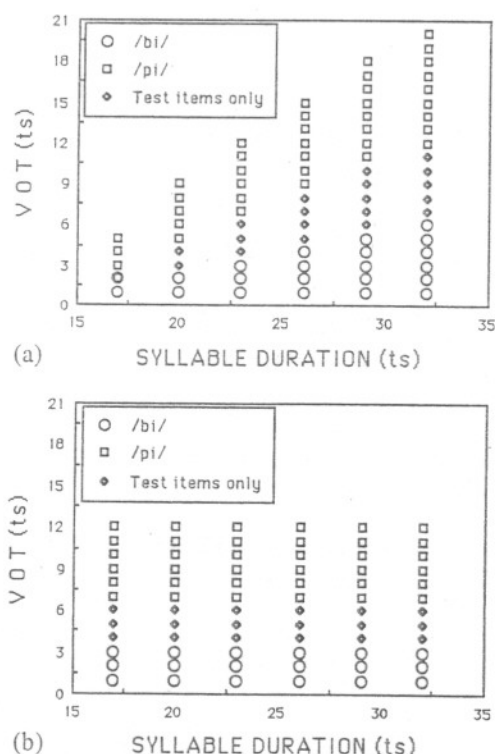 21
18
15
12
9
6
3
0
VOT (ts)
/bi/
/pi/
Test items only
15 20 25 30 35
(a) SYLLABLE DURATION (ts)
21
18
15
12
9
6
3
0
VOT (ts)
/bi/
/pi/
Test items only
15 20 25 30 35
(b) SYLLABLE DURATION (ts)